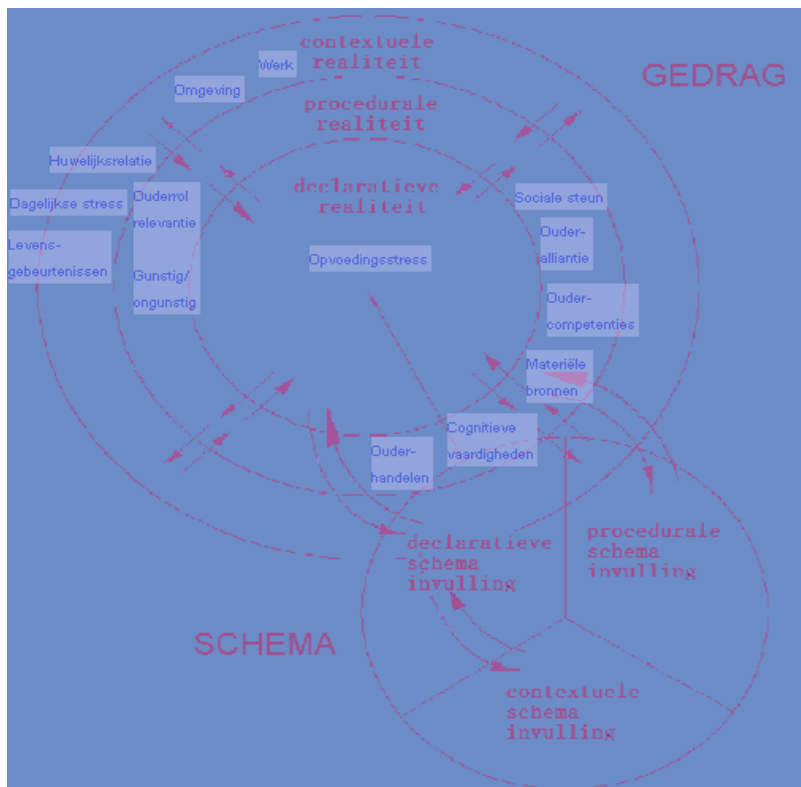 contextuele
realiteit
GEDRAG
Werk
Omgeving
procedurale
realiteit
Huwelijksrelatie
declaratieve
realiteit
Dagelijkse stress
Ouderrol
relevantie
Sociale steun
Levens-
gebeurtenissen
Gunstig/
ongunstig
Opvoedingsstress
Ouder-
alliantie
Ouder-
competenties
Materiële
bronnen
Cognitieve
vaardigheden
Ouder-
handelen
declaratieve
schema
invulling
procedurale
schema
invulling
SCHEMA
contextuele
schema
invulling